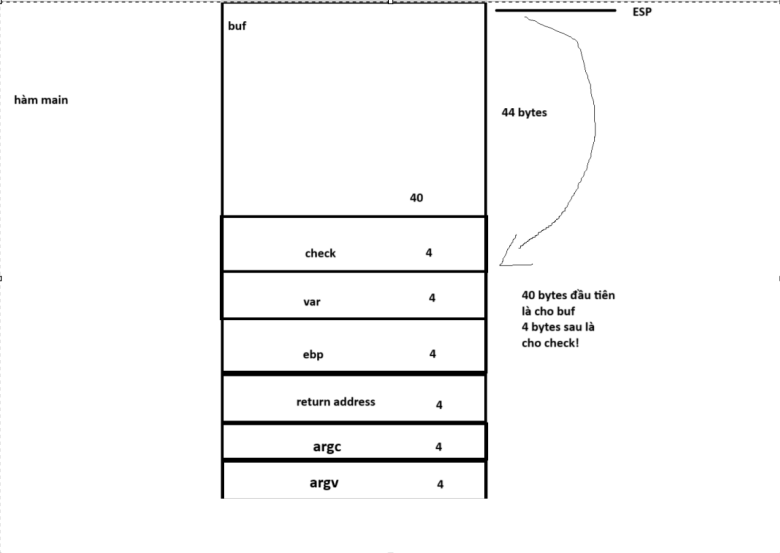 buf
ESP
hàm main
44 bytes
40
check 4
var 4
40 bytes đầu tiên
là cho buf
4 bytes sau là
cho check!
ebp 4
return address 4
argc 4
argv 4